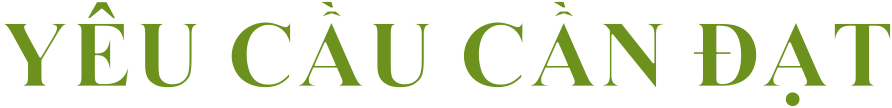 YÊU CẦU CẦN ĐẠT